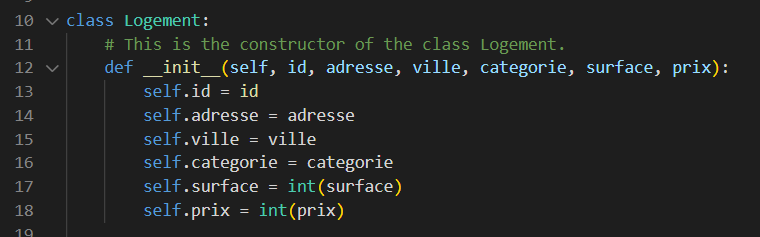 10 class Logement:
11 # This is the constructor of the class Logement.
12 def __init__(self, id, adresse, ville, categorie, surface, prix):
13 self.id = id
14 self.adresse = adresse
15 self.ville = ville
16 self.categorie = categorie
17 self.surface = int(surface)
18 self.prix = int(prix)
19